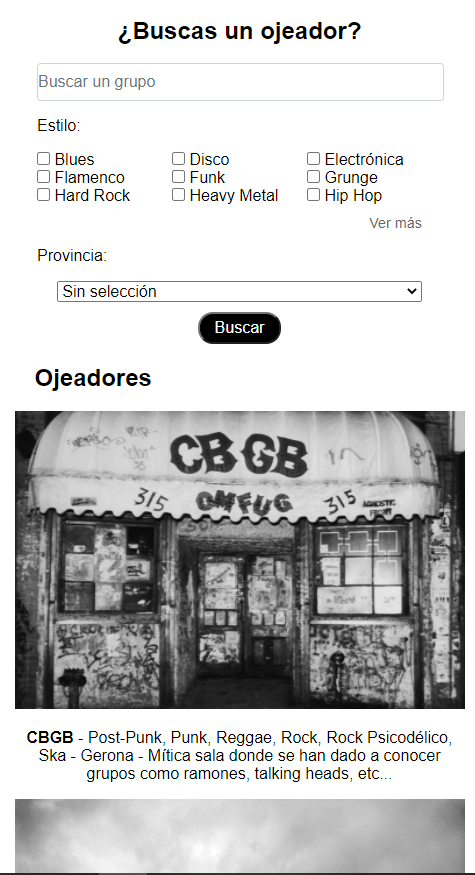 ¿Buscas un ojeador?
Buscar un grupo
Estilo:
Blues Disco Electrónica
Flamenco Funk Grunge
Hard Rock Heavy Metal Hip Hop
Ver más
Provincia:
Sin selección
Buscar
Ojeadores
CBGB
315 OMFUG 315 AGNOSTIC
FRONT
CBGB - Post-Punk, Punk, Reggae, Rock, Rock Psicodélico,
Ska - Gerona - Mítica sala donde se han dado a conocer
grupos como ramones, talking heads, etc...